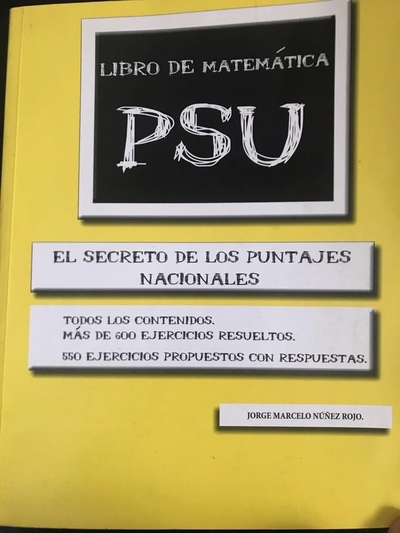 LIBRO DE MATEMÁTICA
PSU
EL SECRETO DE LOS PUNTAJES
NACIONALES
TODOS LOS CONTENIDOS.
MÁS DE 600 EJERCICIOS RESUELTOS.
550 EJERCICIOS PROPUESTOS CON RESPUESTAS.
JORGE MARCELO NÚÑEZ ROJO.